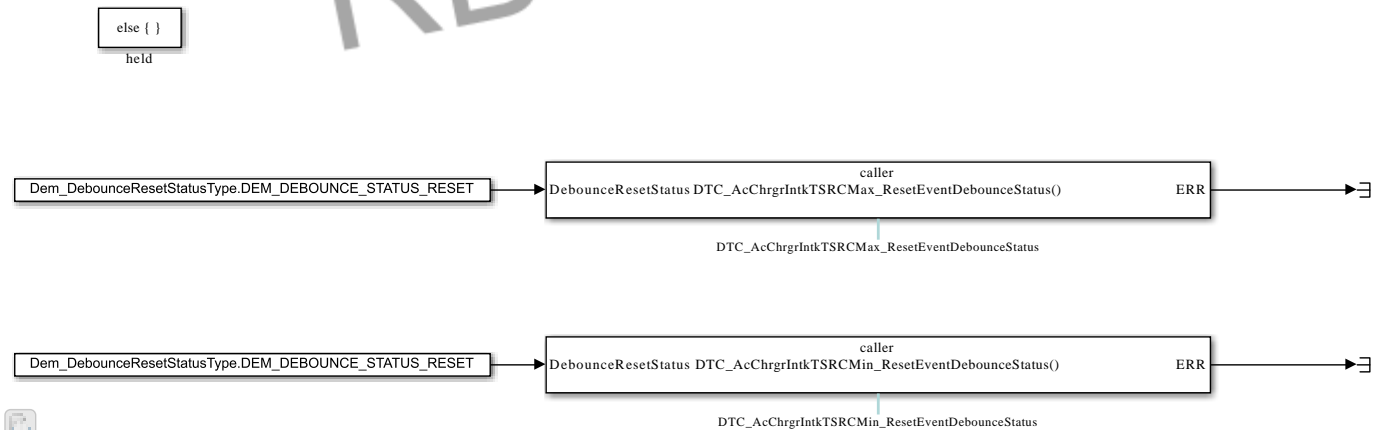 else { }
held
caller
Dem_DebounceResetStatusType.DEM_DEBOUNCE_STATUS_RESET
DebounceResetStatus DTC_AcChrgrIntkTSRCMax_ResetEventDebounceStatus() ERR
DTC_AcChrgrIntkTSRCMax_ResetEventDebounceStatus
caller
Dem_DebounceResetStatusType.DEM_DEBOUNCE_STATUS_RESET
DebounceResetStatus DTC_AcChrgrIntkTSRCMin_ResetEventDebounceStatus() ERR
DTC_AcChrgrIntkTSRCMin_ResetEventDebounceStatus